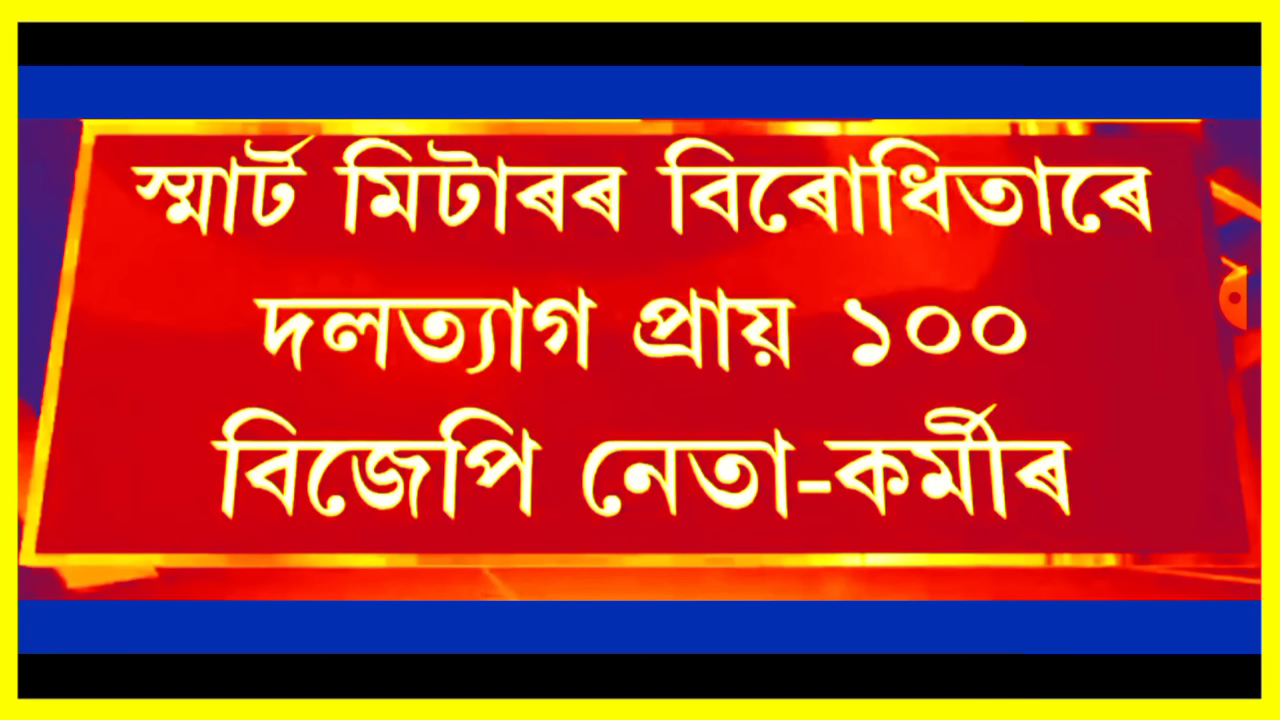 স্মাৰ্ট মিটাৰৰ বিৰোধিতাৰে
দলত্যাগ প্ৰায় ১০০
বিজেপি নেতা-কৰ্মীৰ